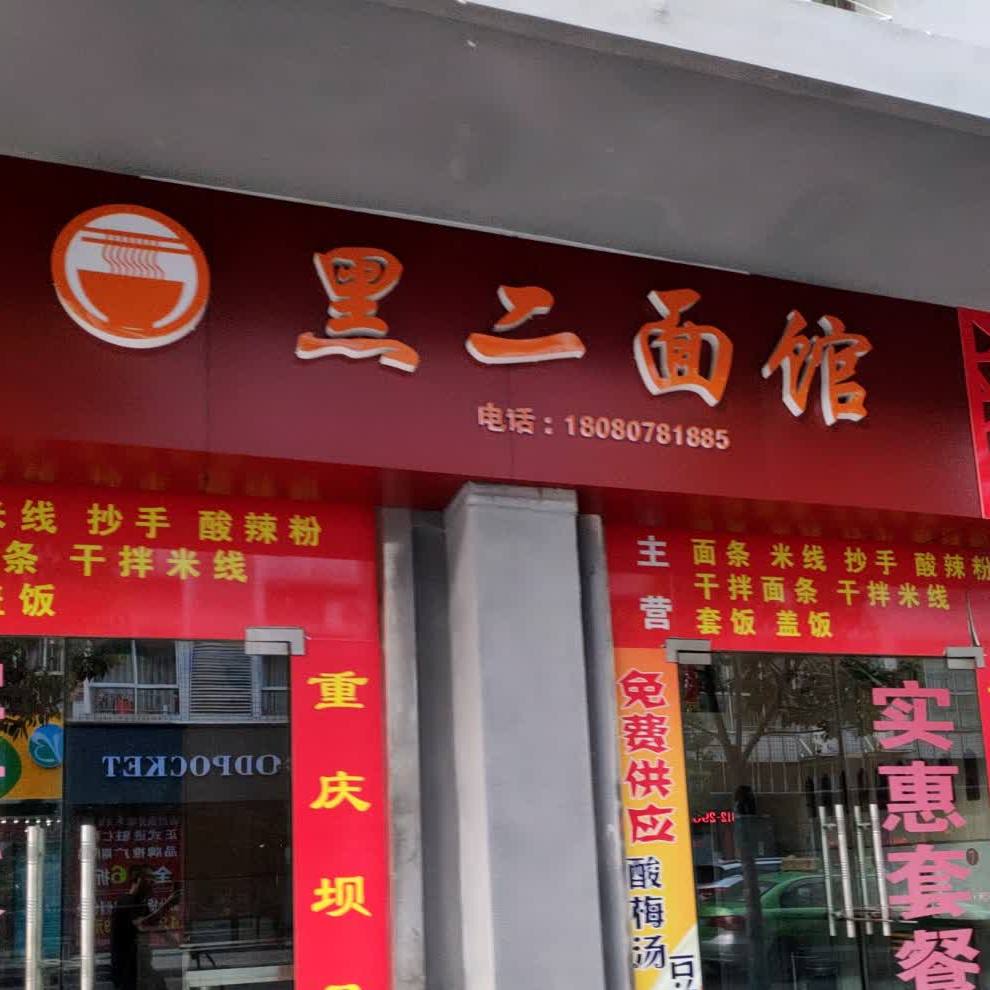 黑二面馆
电话：18080781885
线 抄手 酸辣粉
条 干拌米线
盖饭
主营
面条 米线 抄手 酸辣粉
干拌面条 干拌米线
套饭 盖饭
重庆坝
免费供应
酸梅汤
实惠套餐
ODPOCKET